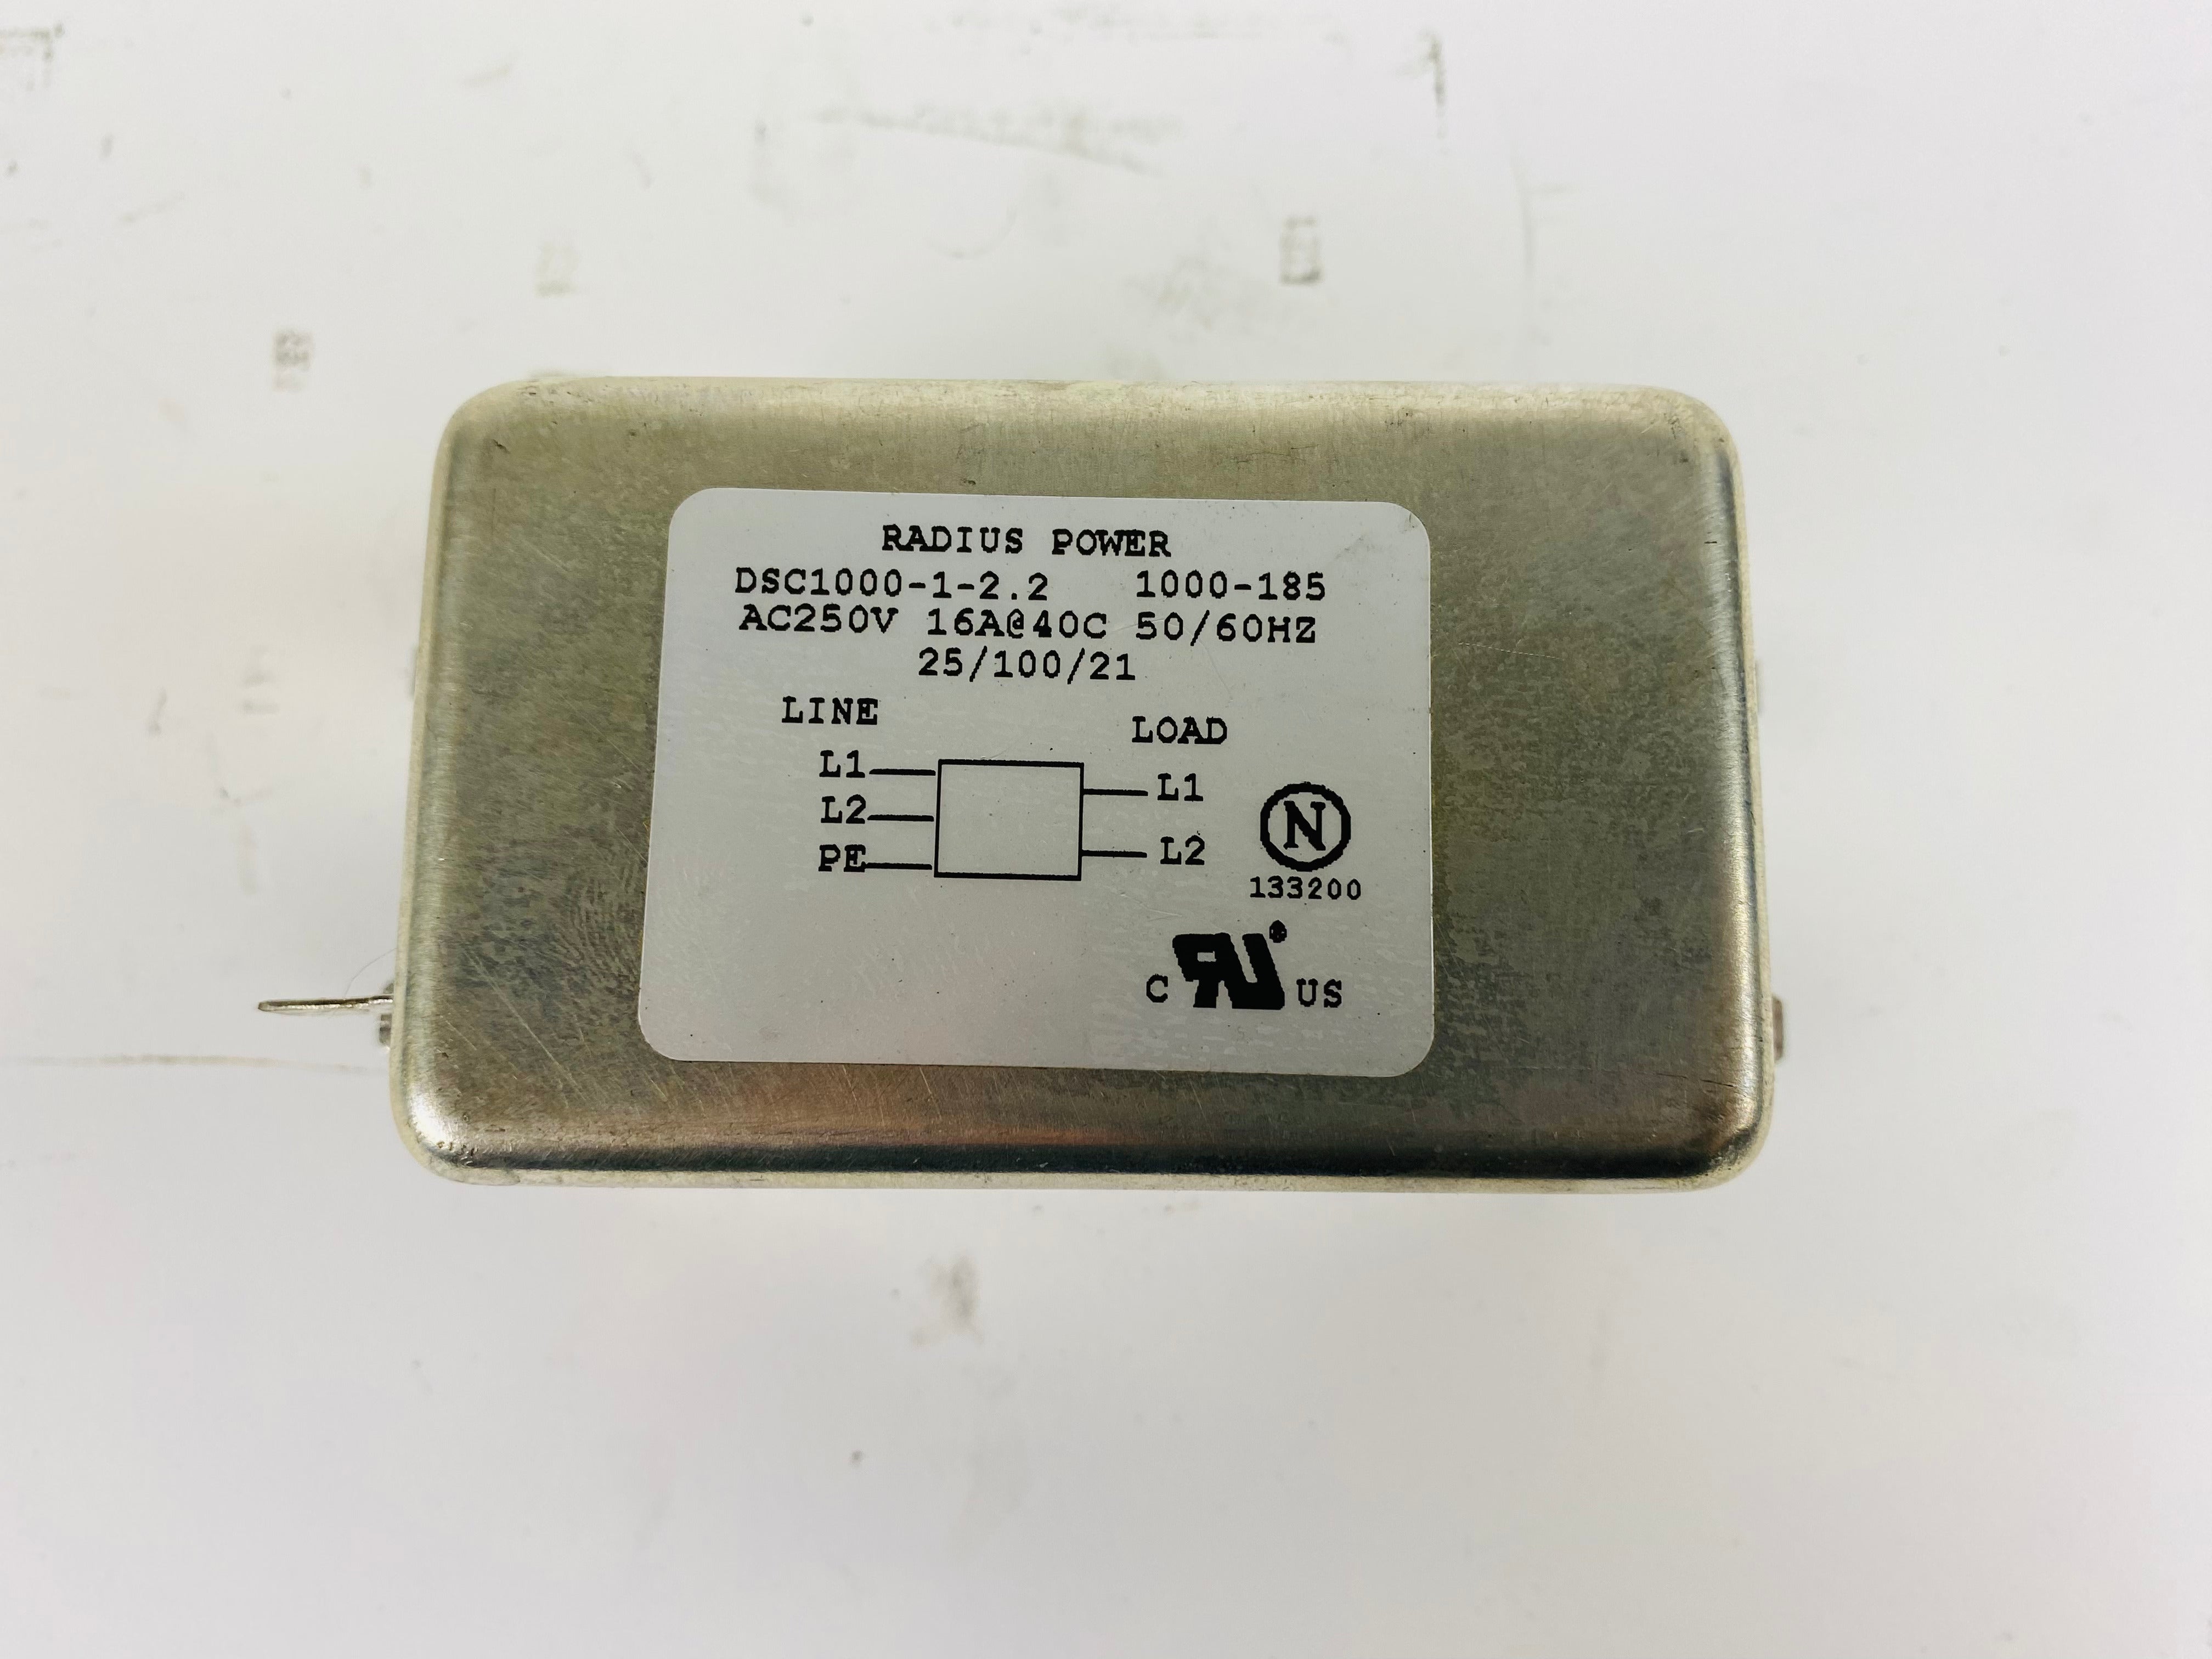 RADIUS POWER
DSC1000-1-2.2 1000-185
AC250V 16A@40C 50/60HZ
25/100/21
LINE
LOAD
L1
L1
L2
L2
PE
N
133200
C RU® US